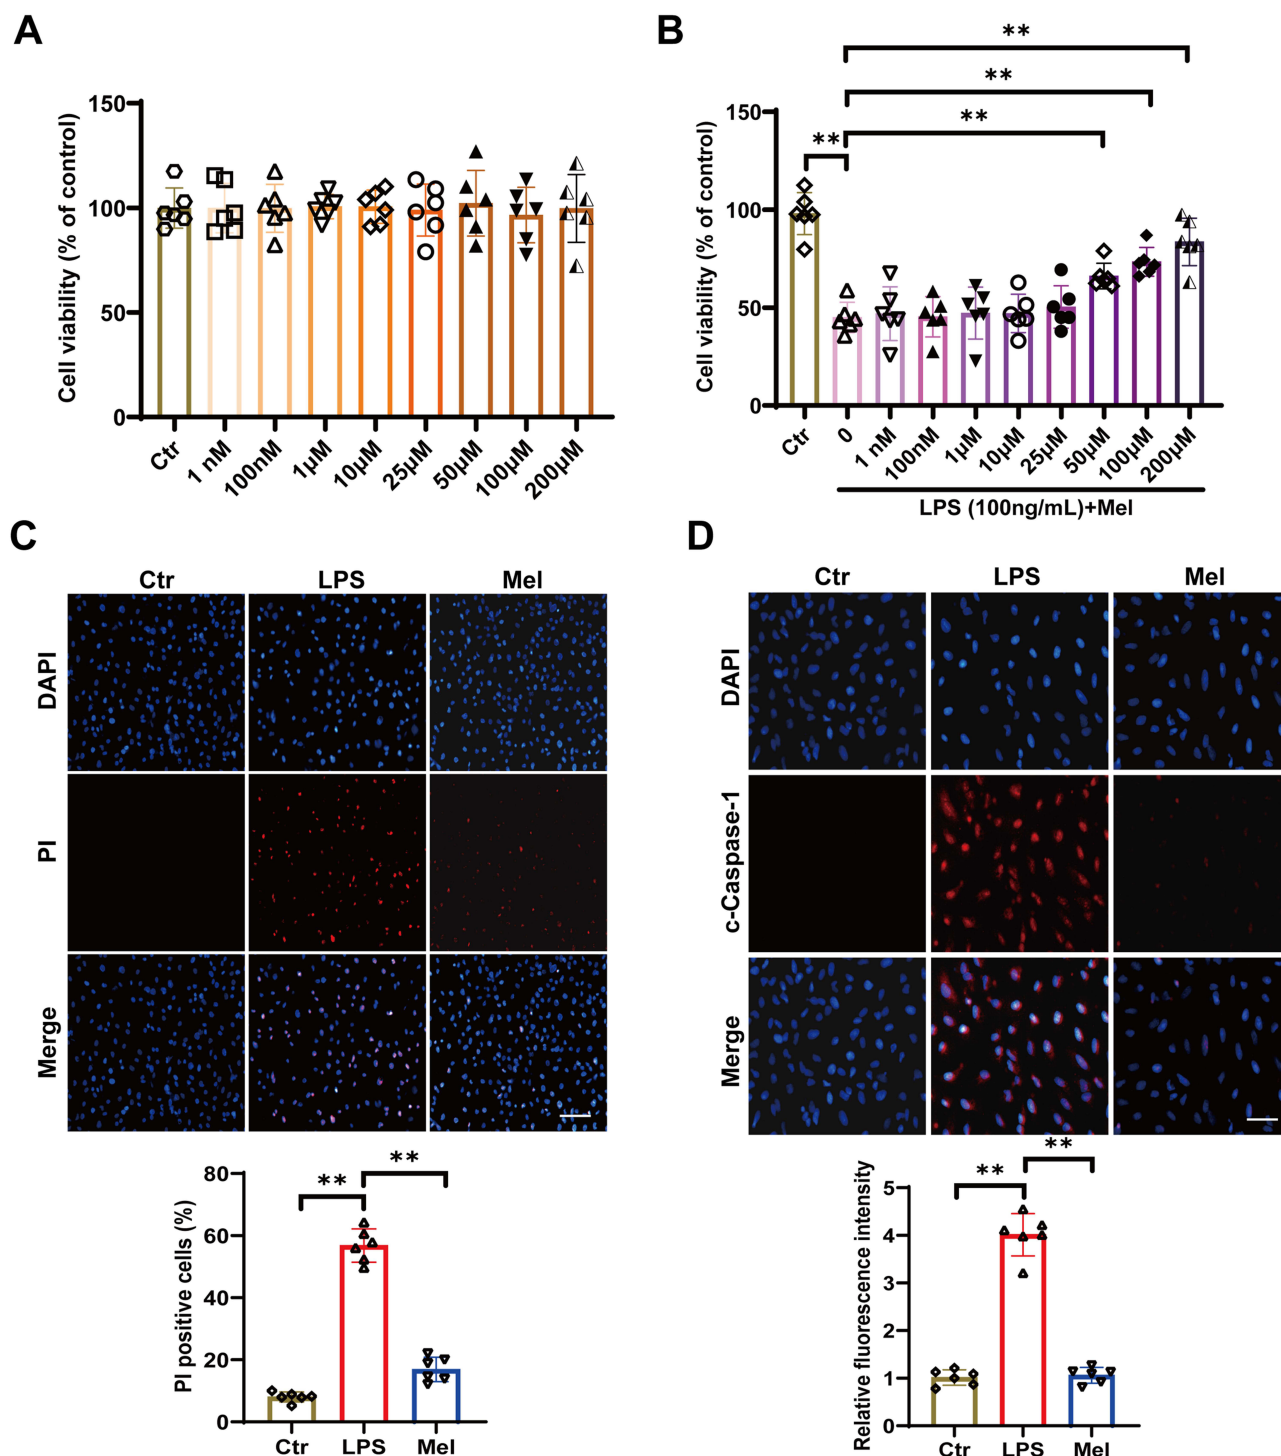 A
Cell viability (% of control)
150
100
50
0
Ctr
1 nM
100nM
1μM
10μM
25μM
50μM
100μM
200μM
B
**
**
**
**
Cell viability (% of control)
150
100
50
0
Ctr
0
1 nM
100nM
1μM
10μM
25μM
50μM
100μM
200μM
LPS (100ng/mL)+Mel
C
Ctr LPS Mel
DAPI
PI
Merge
PI positive cells (%)
80
60
40
20
0
**
**
Ctr LPS Mel
D
Ctr LPS Mel
DAPI
c-Caspase-1
Merge
Relative fluorescence intensity
5
4
3
2
1
0
**
**
Ctr LPS Mel